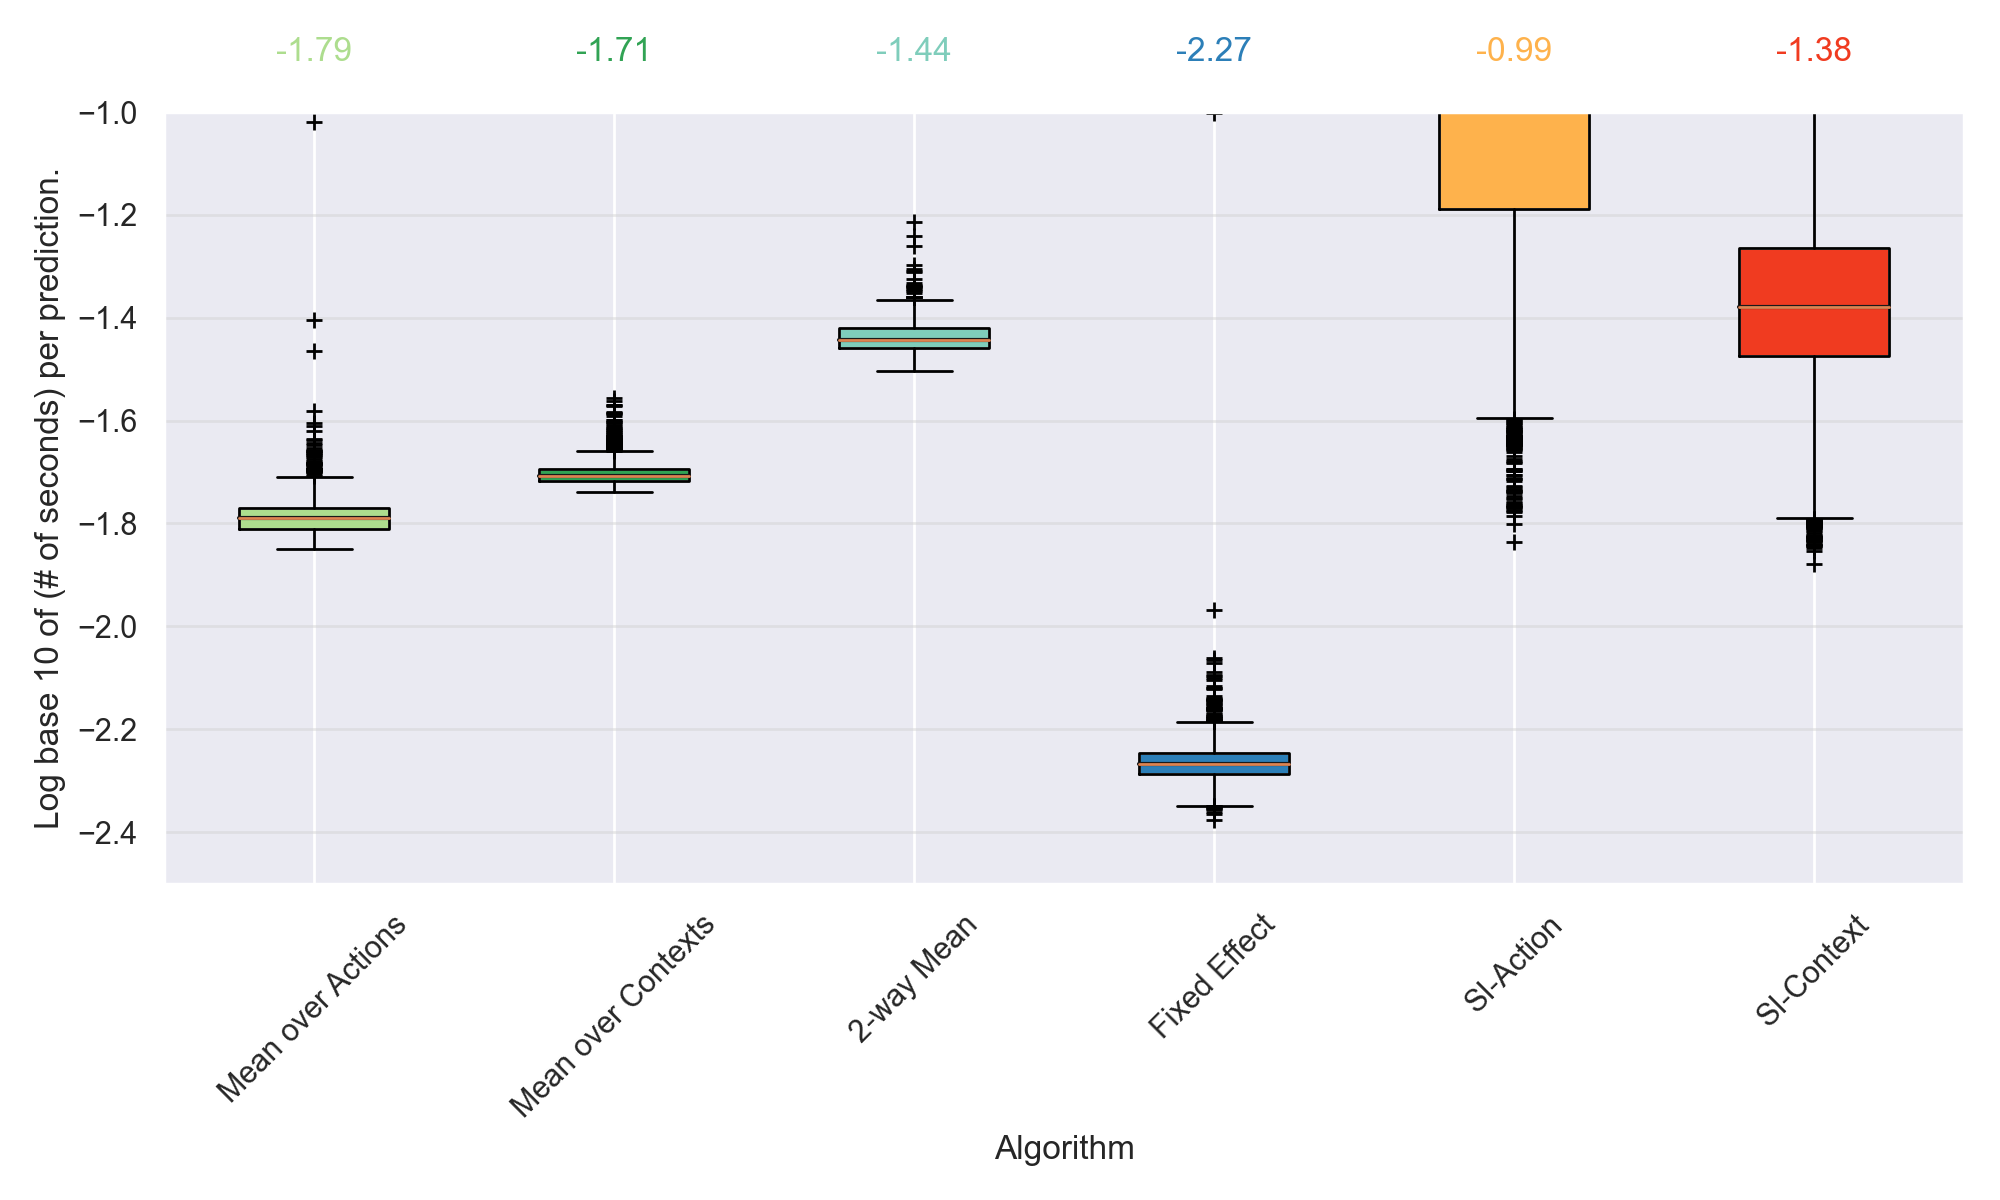 -1.79 -1.71 -1.44 -2.27 -0.99 -1.38
−1.0
−1.2
−1.4
−1.6
−1.8
−2.0
−2.2
−2.4
Log base 10 of (# of seconds) per prediction.
Mean over Actions
Mean over Contexts
2-way Mean
Fixed Effect
SI-Action
SI-Context
Algorithm